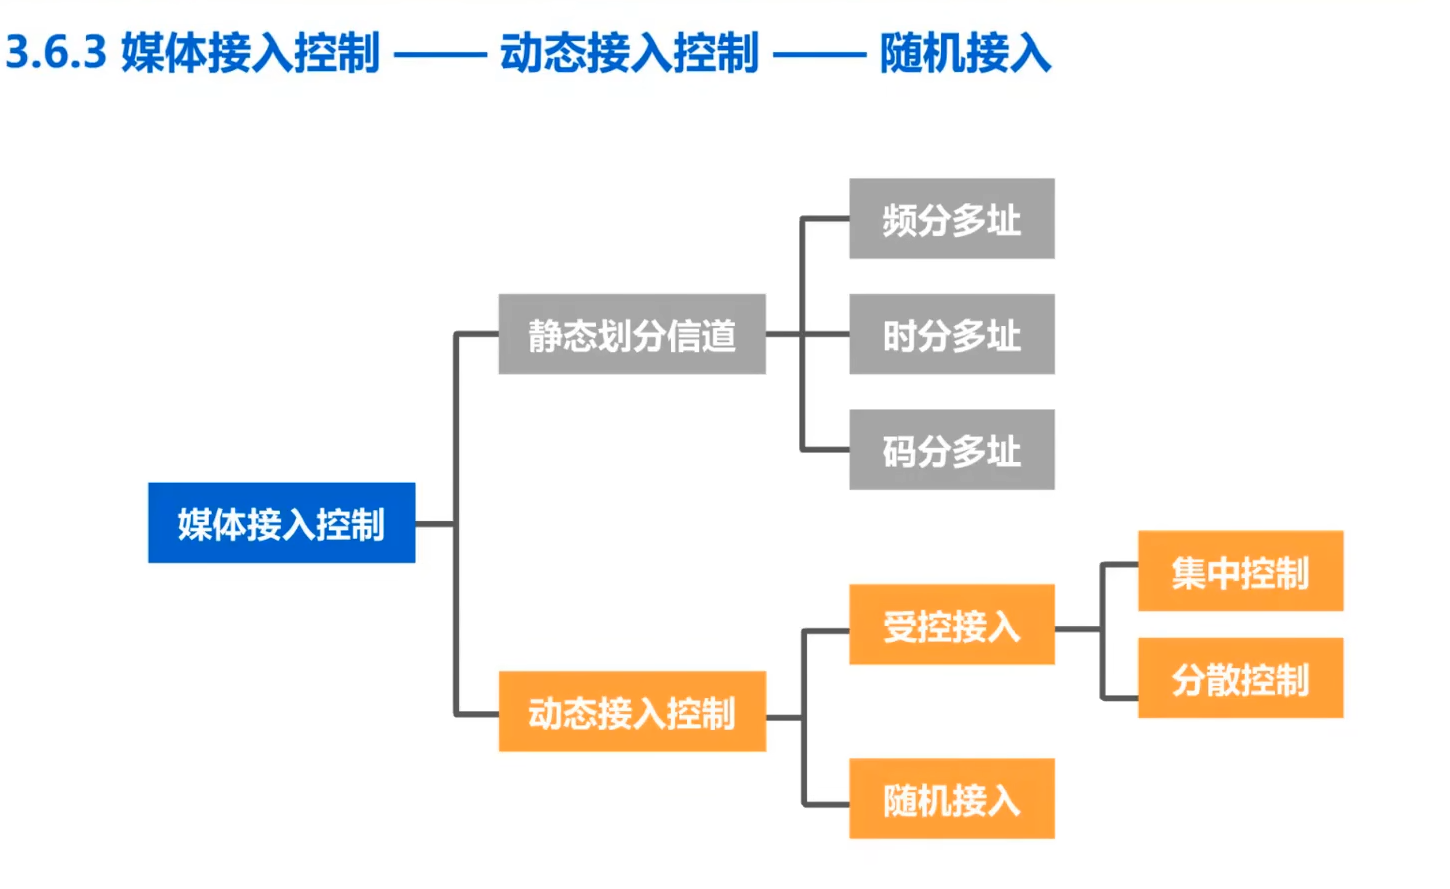 3.6.3 媒体接入控制 —— 动态接入控制 —— 随机接入
频分多址
静态划分信道
时分多址
码分多址
媒体接入控制
集中控制
受控接入
分散控制
动态接入控制
随机接入